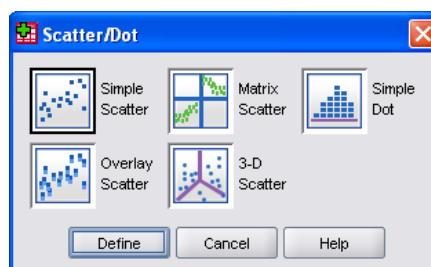 Scatter/Dot
Simple
Scatter
Matrix
Scatter
Simple
Dot
Overlay
Scatter
3-D
Scatter
Define
Cancel
Help